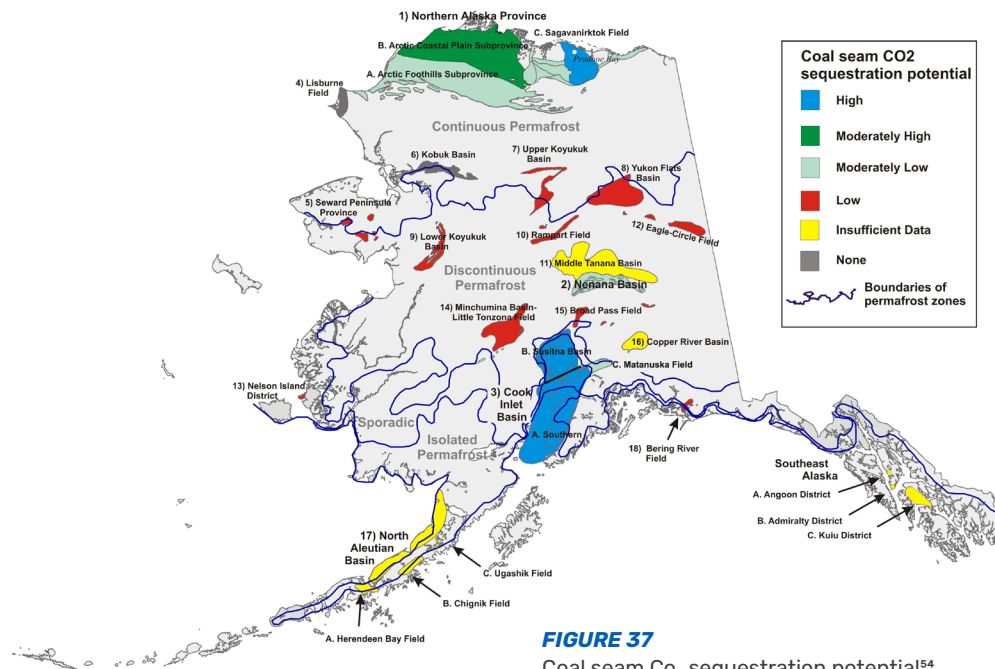 1) Northern Alaska Province
C. Sagavanirktok Field
B. Arctic Coastal Plain Subprovince
Prudhoe Bay
A. Arctic Foothills Subprovince
4) Lisburne
Field
Continuous Permafrost
6) Kobuk Basin
7) Upper Koyukuk
Basin
8) Yukon Flats
Basin
5) Seward Peninsula
Province
9) Lower Koyukuk
Basin
10) Rampart Field
12) Eagle-Circle Field
11) Middle Tanana Basin
Discontinuous
Permafrost
2) Nenana Basin
14) Minchumina Basin-
Little Tonzona Field
15) Broad Pass Field
16) Copper River Basin
B. Susitna Basin
C. Matanuska Field
13) Nelson Island
District
3) Cook
Inlet
Basin
Sporadic
Isolated
Permafrost
A. Southern
18) Bering River
Field
Southeast
Alaska
A. Angoon District
B. Admiralty District
C. Kuiu District
17) North
Aleutian
Basin
C. Ugashik Field
B. Chignik Field
A. Herendeen Bay Field
Coal seam CO2
sequestration potential
High
Moderately High
Moderately Low
Low
Insufficient Data
None
Boundaries of
permafrost zones
FIGURE 37
Coal seam Co₂ sequestration potential⁵⁴